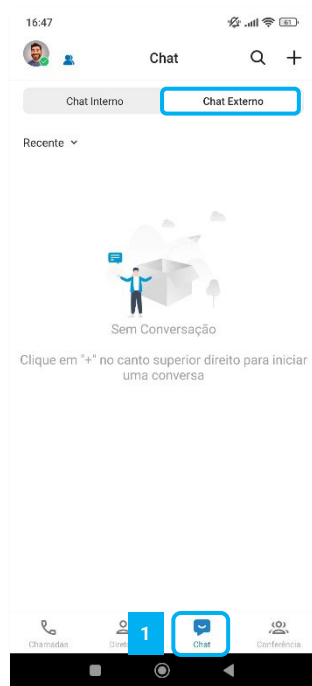 16:47
61
Chat
Chat Interno
Chat Externo
Recente
Sem Conversação
Clique em "+" no canto superior direito para iniciar
uma conversa
1
Chamadas
Chat
Conferência